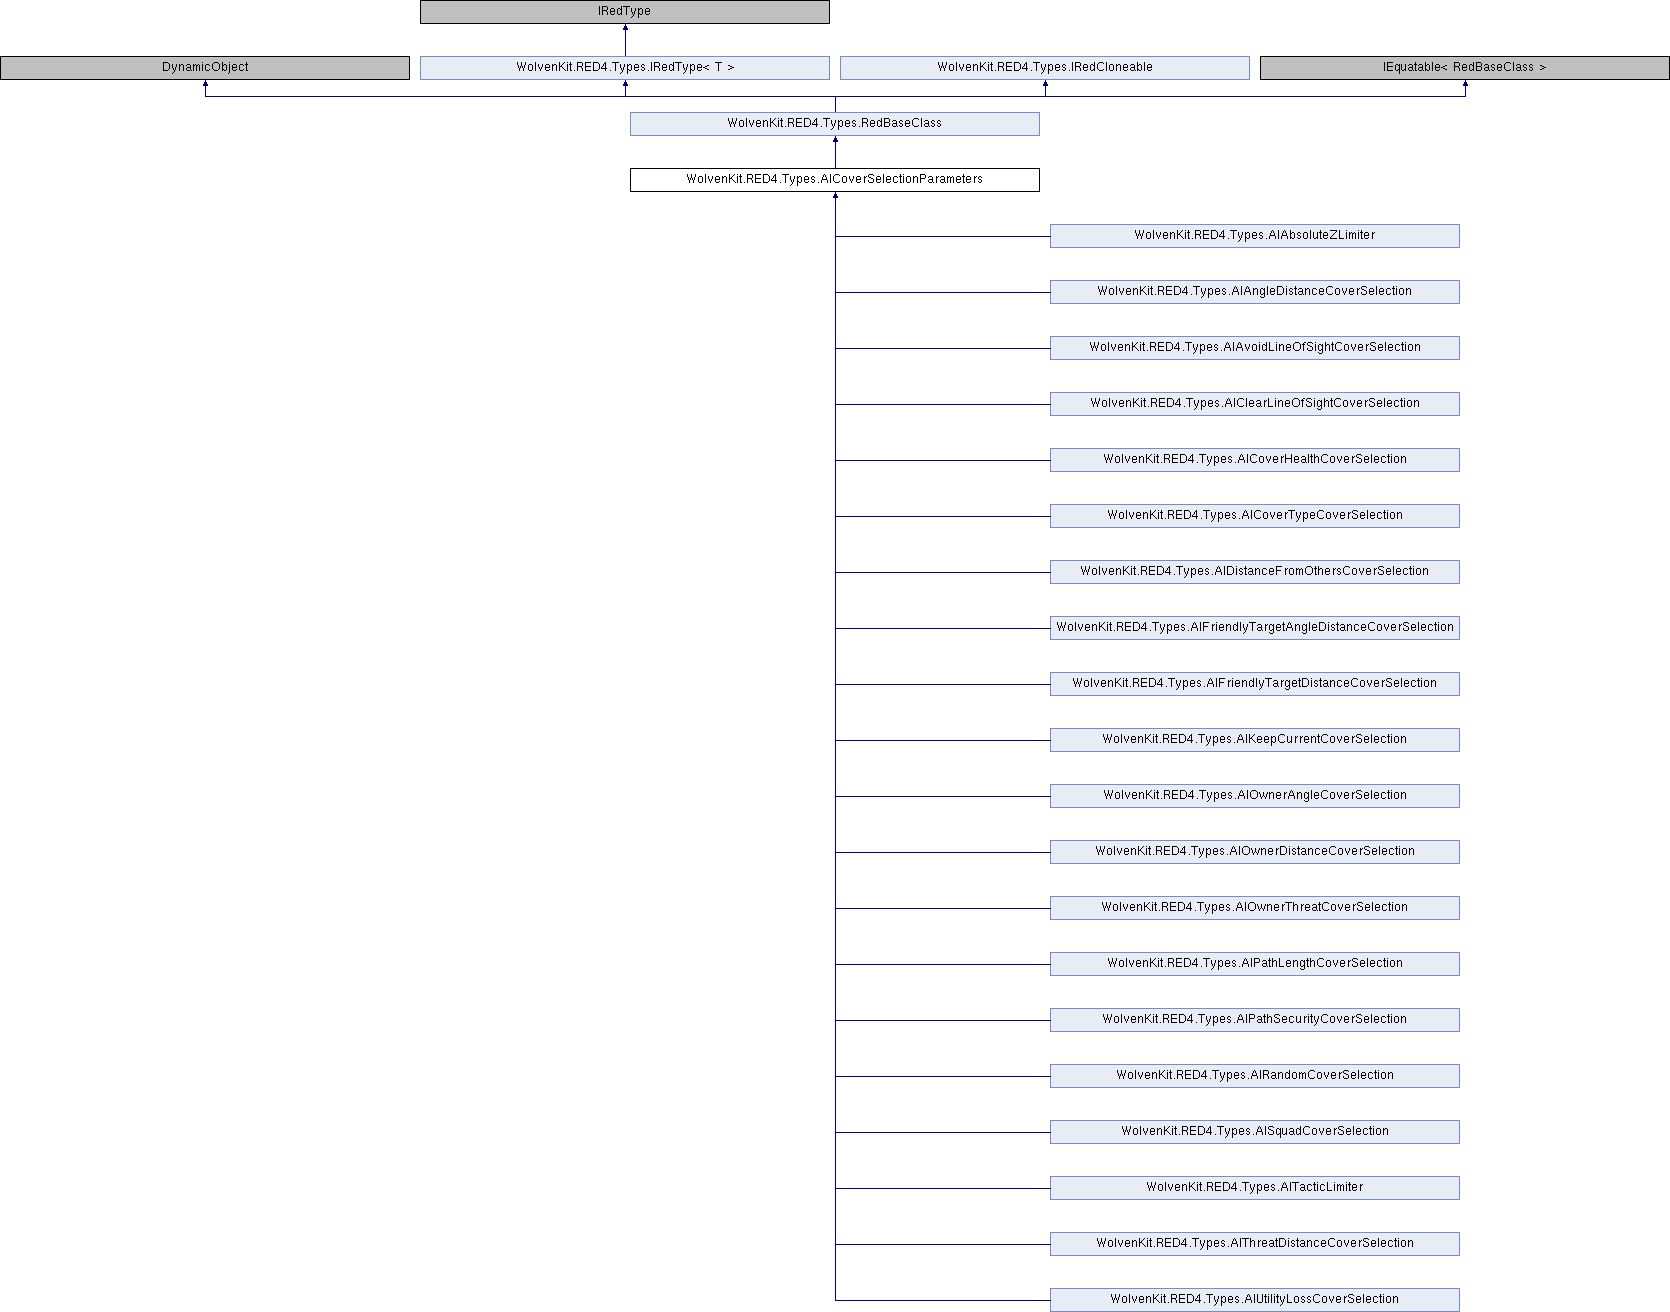 IRedType
DynamicObject
WolvenKit.RED4.Types.IRedType< T >
WolvenKit.RED4.Types.IRedCloneable
IEquatable< RedBaseClass >
WolvenKit.RED4.Types.RedBaseClass
WolvenKit.RED4.Types.AICoverSelectionParameters
WolvenKit.RED4.Types.AIAbsoluteZLimiter
WolvenKit.RED4.Types.AIAngleDistanceCoverSelection
WolvenKit.RED4.Types.AIAvoidLineOfSightCoverSelection
WolvenKit.RED4.Types.AIClearLineOfSightCoverSelection
WolvenKit.RED4.Types.AICoverHealthCoverSelection
WolvenKit.RED4.Types.AICoverTypeCoverSelection
WolvenKit.RED4.Types.AIDistanceFromOthersCoverSelection
WolvenKit.RED4.Types.AIFriendlyTargetAngleDistanceCoverSelection
WolvenKit.RED4.Types.AIFriendlyTargetDistanceCoverSelection
WolvenKit.RED4.Types.AIKeepCurrentCoverSelection
WolvenKit.RED4.Types.AIOwnerAngleCoverSelection
WolvenKit.RED4.Types.AIOwnerDistanceCoverSelection
WolvenKit.RED4.Types.AIOwnerThreatCoverSelection
WolvenKit.RED4.Types.AIPathLengthCoverSelection
WolvenKit.RED4.Types.AIPathSecurityCoverSelection
WolvenKit.RED4.Types.AIRandomCoverSelection
WolvenKit.RED4.Types.AISquadCoverSelection
WolvenKit.RED4.Types.AITacticLimiter
WolvenKit.RED4.Types.AIThreatDistanceCoverSelection
WolvenKit.RED4.Types.AIUtilityLossCoverSelection